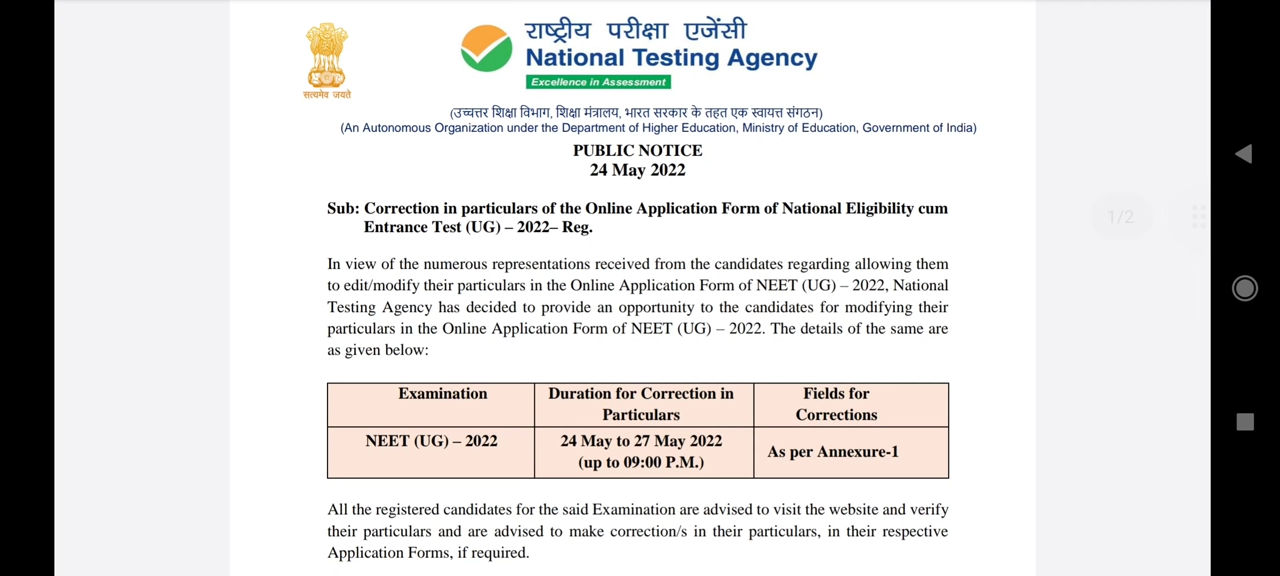 राष्ट्रीय परीक्षा एजेंसी
National Testing Agency
Excellence in Assessment
सत्यमेव जयते
(उच्चतर शिक्षा विभाग, शिक्षा मंत्रालय, भारत सरकार के तहत एक स्वायत्त संगठन)
(An Autonomous Organization under the Department of Higher Education, Ministry of Education, Government of India)
PUBLIC NOTICE
24 May 2022
Sub: Correction in particulars of the Online Application Form of National Eligibility cum
Entrance Test (UG) – 2022– Reg.
1/2
In view of the numerous representations received from the candidates regarding allowing them
to edit/modify their particulars in the Online Application Form of NEET (UG) – 2022, National
Testing Agency has decided to provide an opportunity to the candidates for modifying their
particulars in the Online Application Form of NEET (UG) – 2022. The details of the same are
as given below:
Examination
Duration for Correction in
Particulars
Fields for
Corrections
NEET (UG) – 2022
24 May to 27 May 2022
(up to 09:00 P.M.)
As per Annexure-1
All the registered candidates for the said Examination are advised to visit the website and verify
their particulars and are advised to make correction/s in their particulars, in their respective
Application Forms, if required.